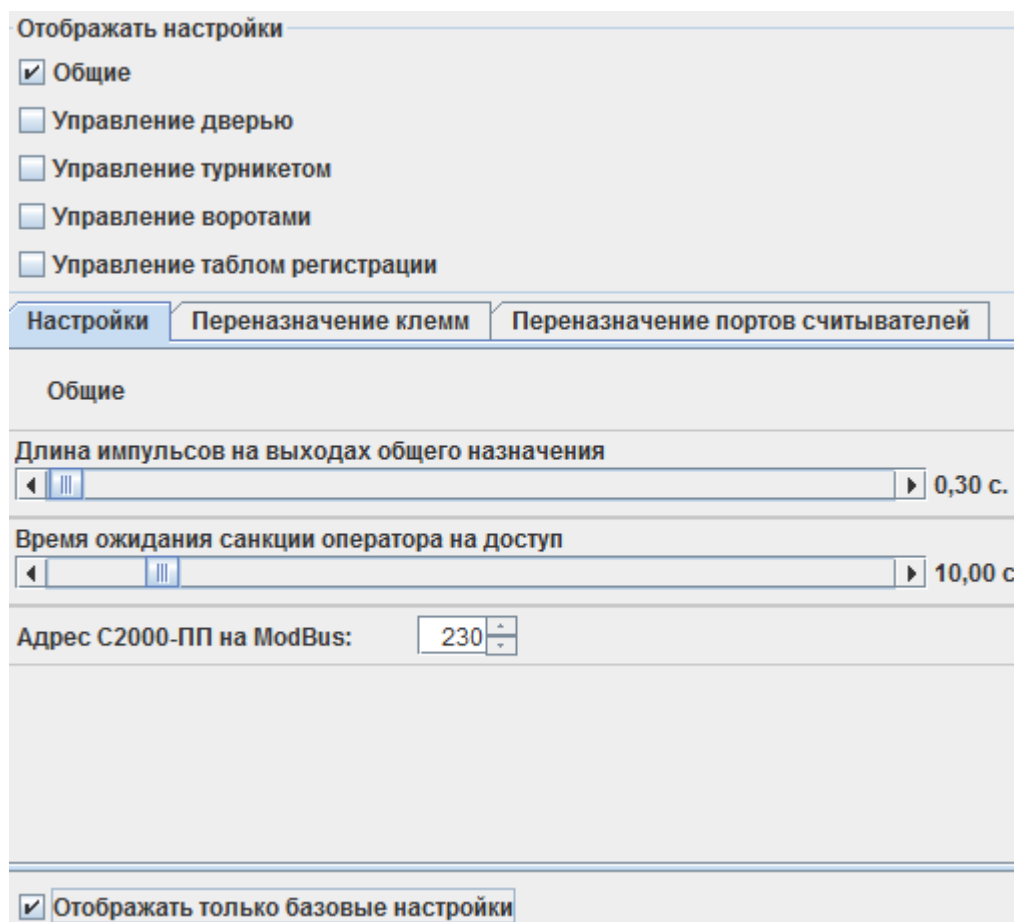 Отображать настройки
Общие
Управление дверью
Управление турникетом
Управление воротами
Управление таблом регистрации
Настройки Переназначение клемм Переназначение портов считывателей
Общие
Длина импульсов на выходах общего назначения
0,30 с.
Время ожидания санкции оператора на доступ
10,00 с
Адрес С2000-ПП на ModBus: 230
Отображать только базовые настройки